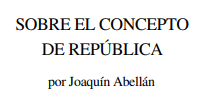 SOBRE EL CONCEPTO
DE REPÚBLICA
por Joaquín Abellán